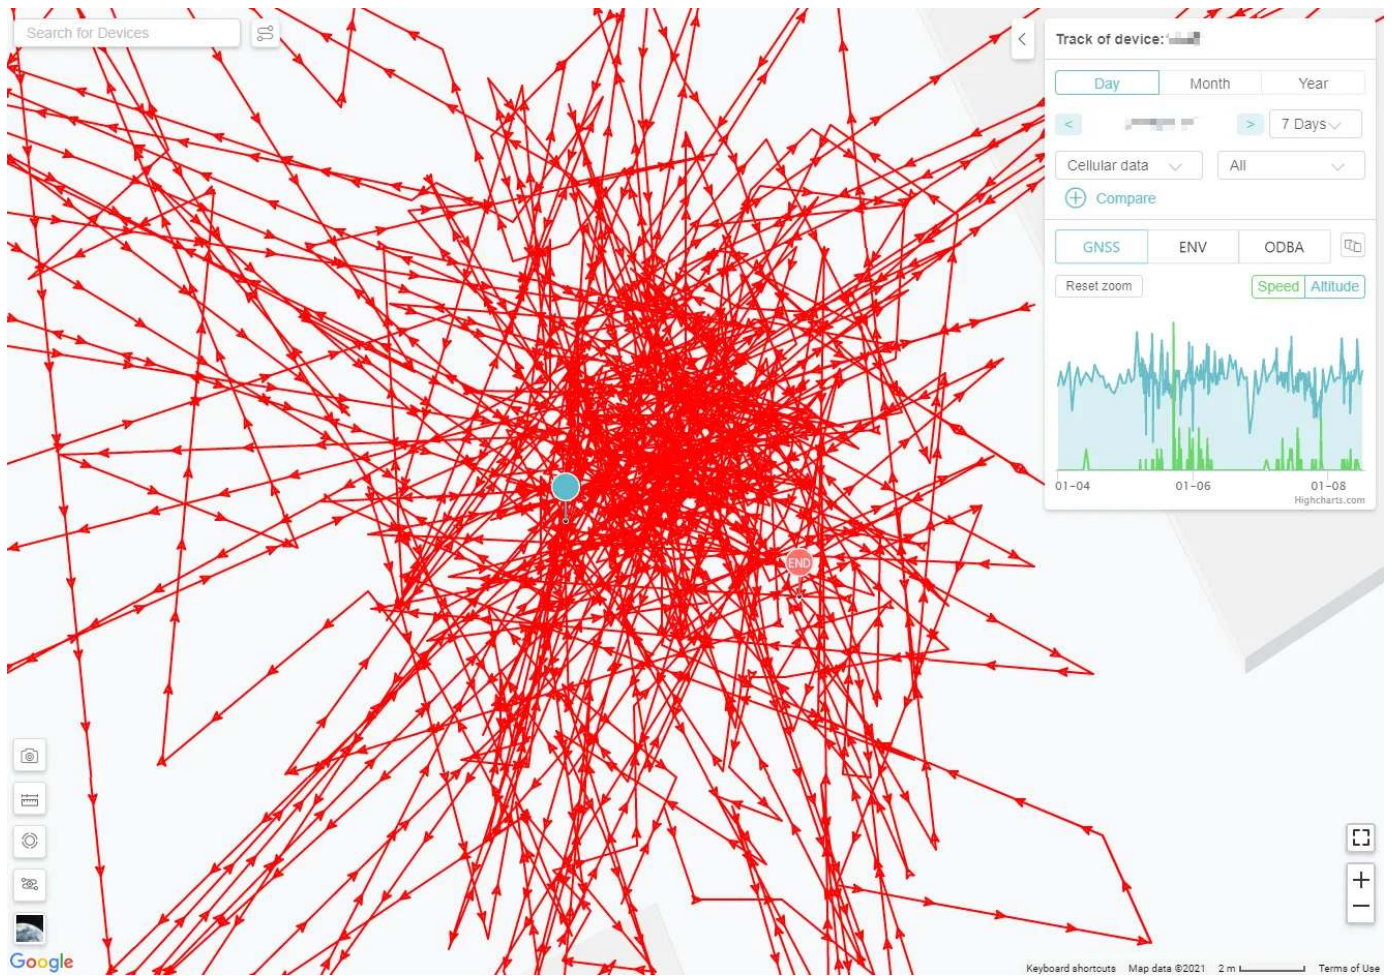 Search for Devices
Track of device:
Day Month Year
< > 7 Days
Cellular data All
Compare
GNSS ENV ODBA
Reset zoom Speed Altitude
01-04 01-06 01-08
Highcharts.com
END
Google
Keyboard shortcuts Map data ©2021 2 m Terms of Use